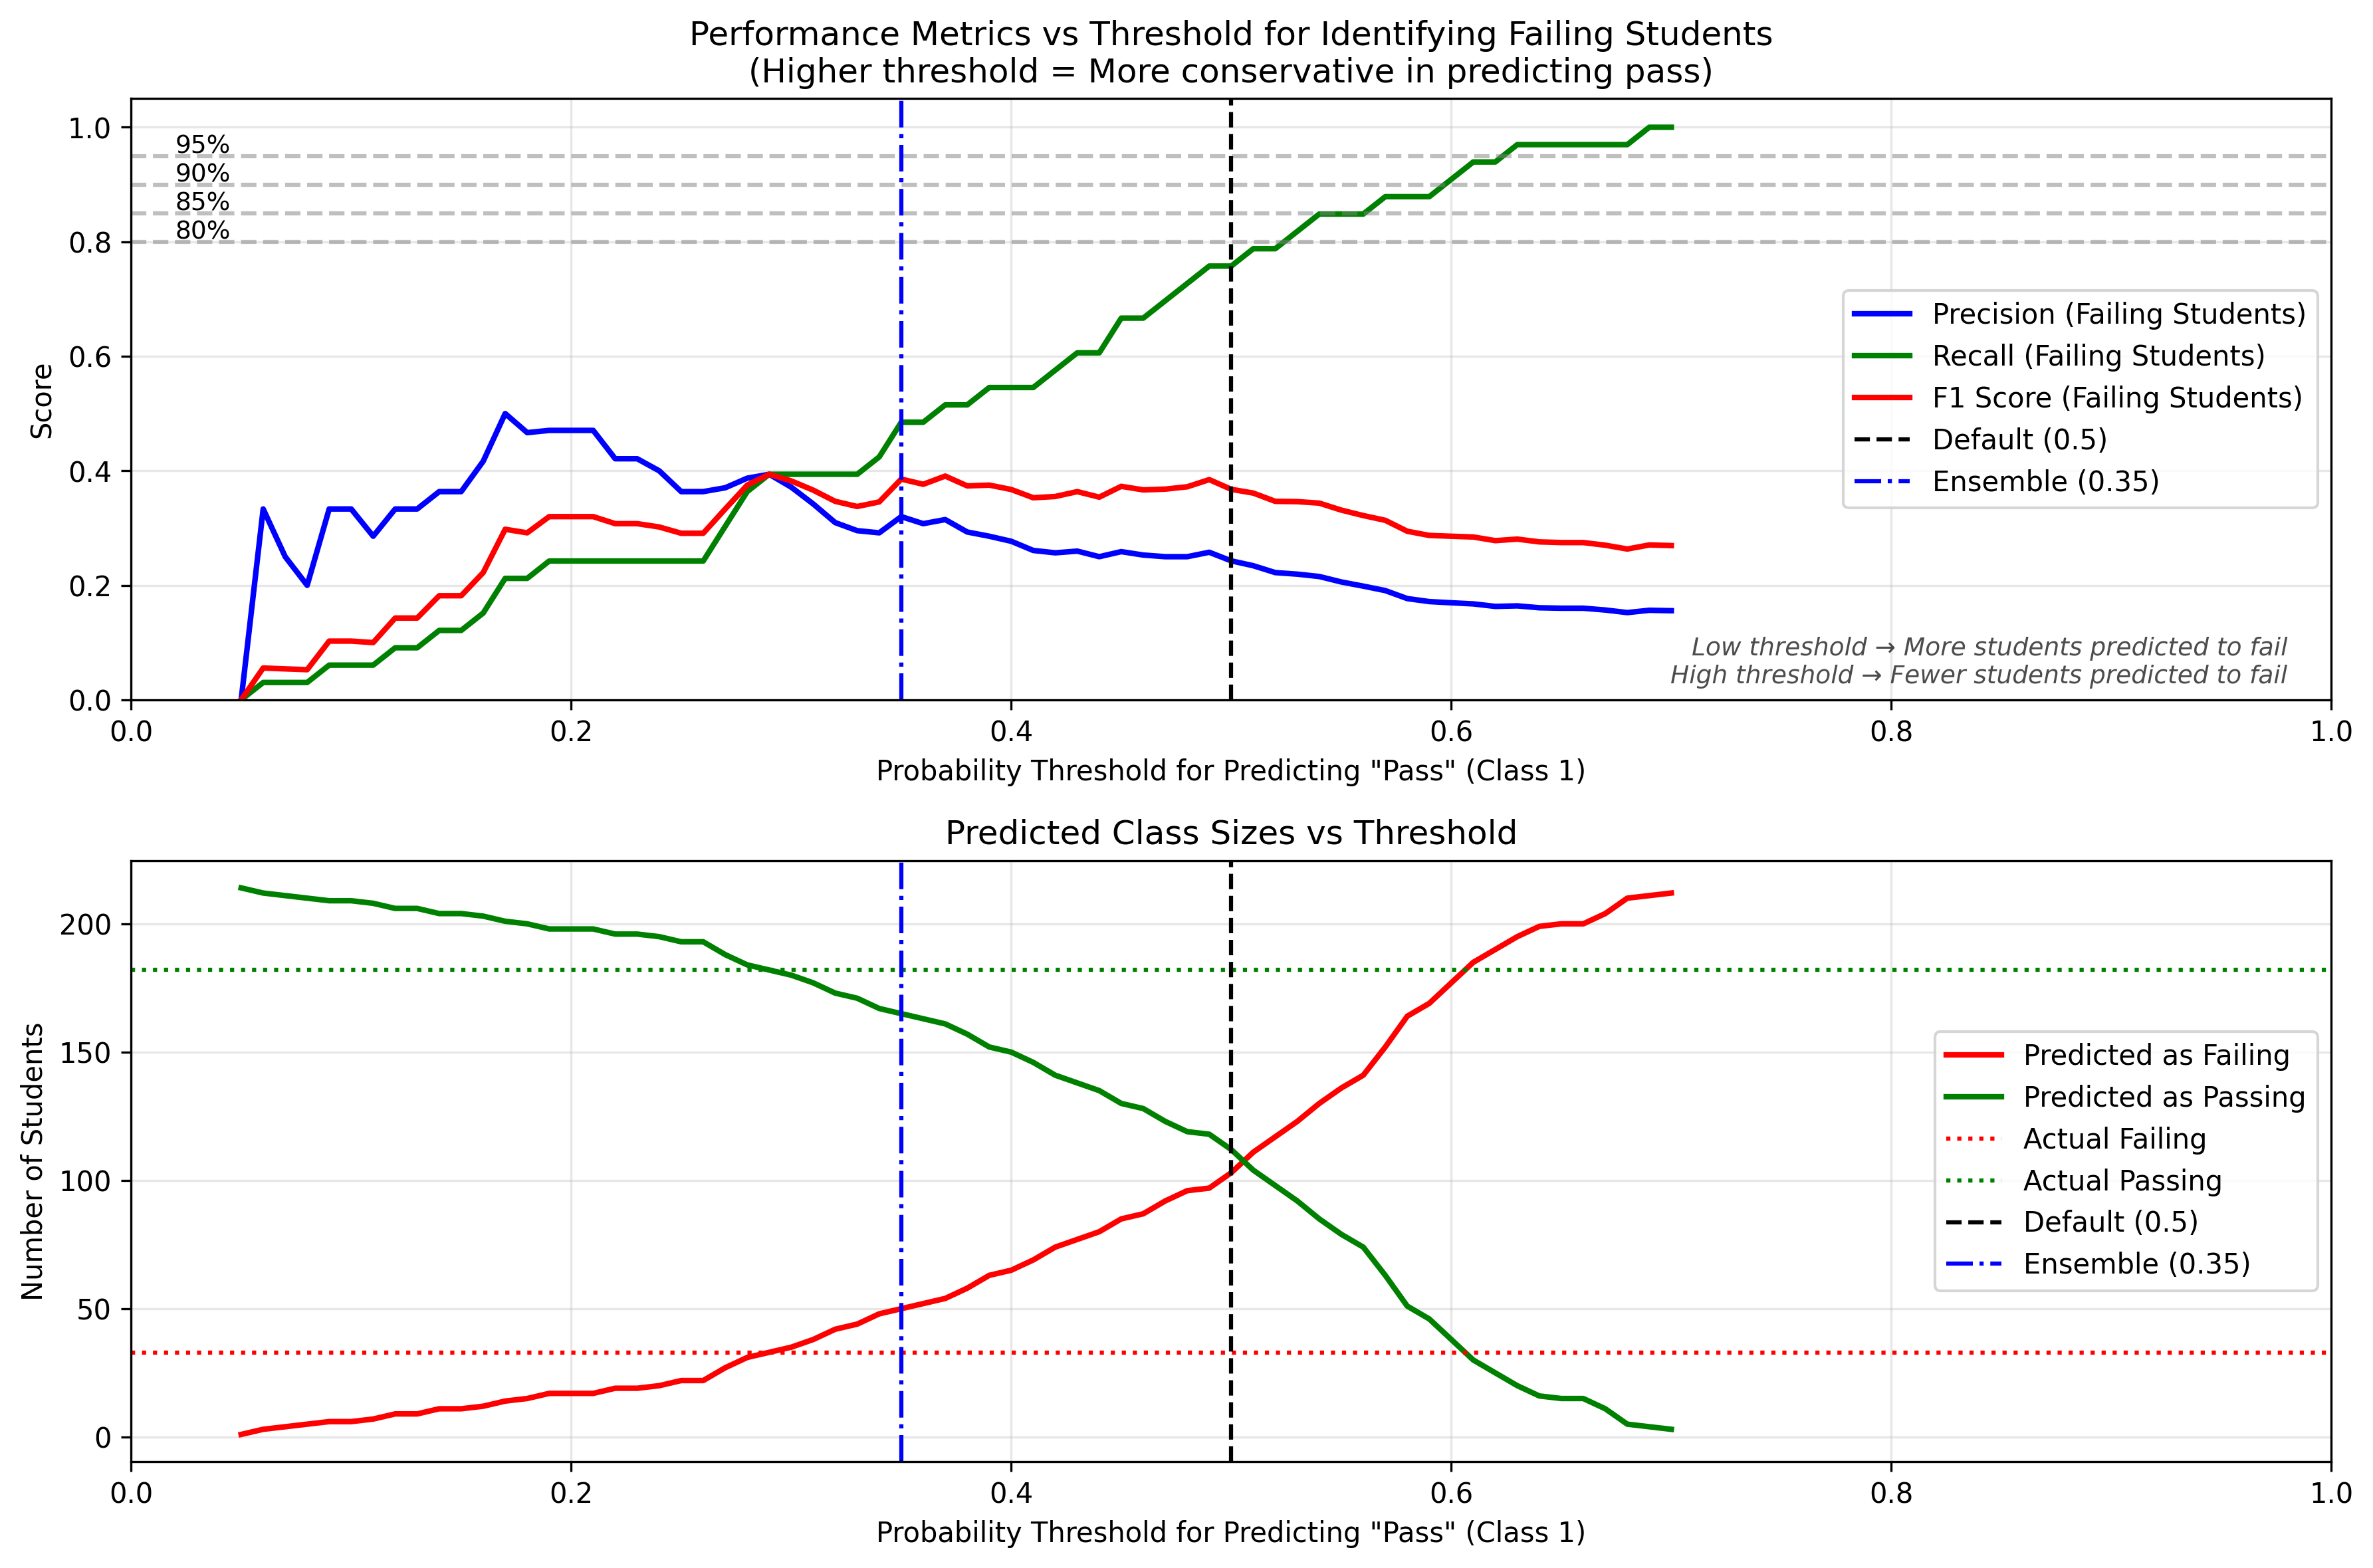 Performance Metrics vs Threshold for Identifying Failing Students
(Higher threshold = More conservative in predicting pass)
1.0
0.8
0.6
0.4
0.2
0.0
Score
95%
90%
85%
80%
Precision (Failing Students)
Recall (Failing Students)
F1 Score (Failing Students)
Default (0.5)
Ensemble (0.35)
Low threshold → More students predicted to fail
High threshold → Fewer students predicted to fail
0.0 0.2 0.4 0.6 0.8 1.0
Probability Threshold for Predicting "Pass" (Class 1)
Predicted Class Sizes vs Threshold
200
150
100
50
0
Number of Students
Predicted as Failing
Predicted as Passing
Actual Failing
Actual Passing
Default (0.5)
Ensemble (0.35)
0.0 0.2 0.4 0.6 0.8 1.0
Probability Threshold for Predicting "Pass" (Class 1)